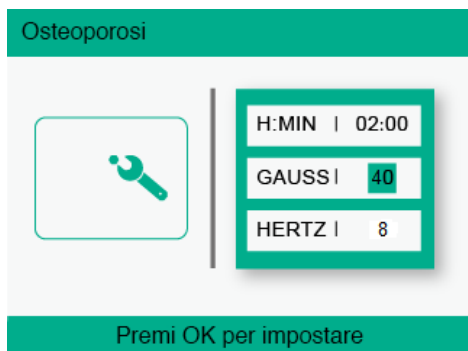 Osteoporosi
H:MIN | 02:00
GAUSS | 40
HERTZ | 8
Premi OK per impostare